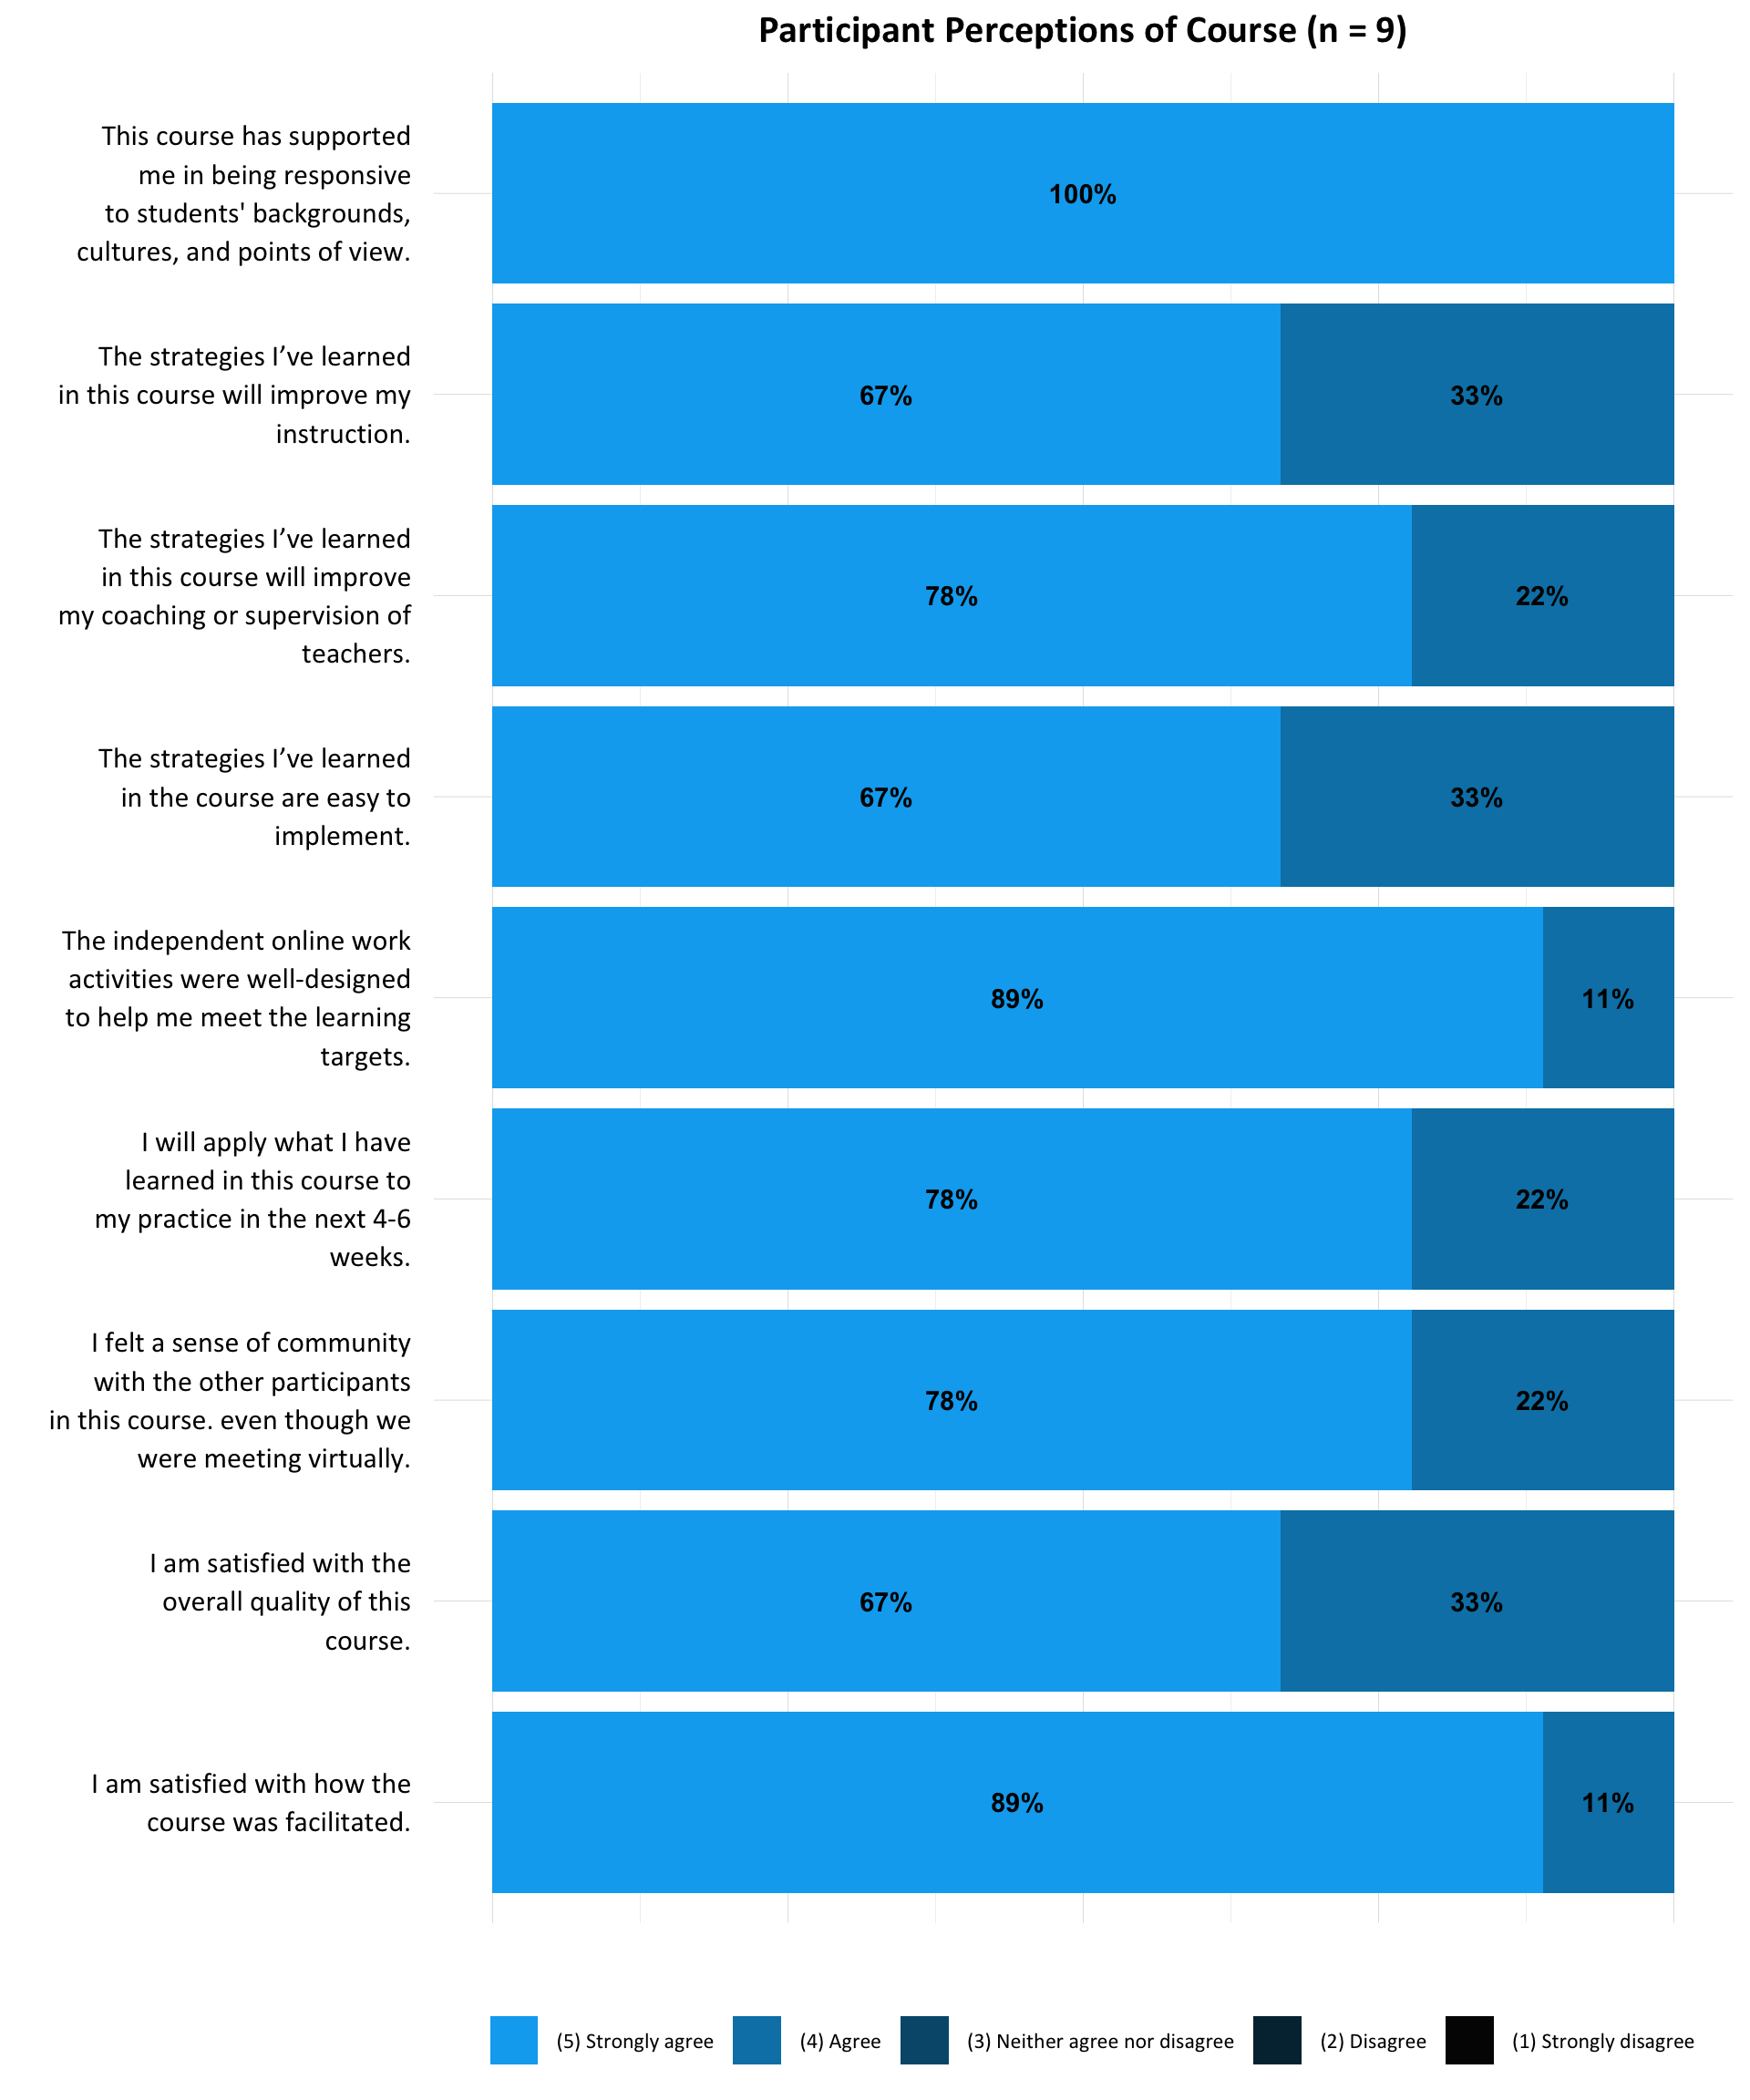 Participant Perceptions of Course (n = 9)
This course has supported
me in being responsive
to students' backgrounds,
cultures, and points of view.
100%
The strategies I’ve learned
in this course will improve my
instruction.
67%
33%
The strategies I’ve learned
in this course will improve
my coaching or supervision of
teachers.
78%
22%
The strategies I’ve learned
in the course are easy to
implement.
67%
33%
The independent online work
activities were well-designed
to help me meet the learning
targets.
89%
11%
I will apply what I have
learned in this course to
my practice in the next 4-6
weeks.
78%
22%
I felt a sense of community
with the other participants
in this course. even though we
were meeting virtually.
78%
22%
I am satisfied with the
overall quality of this
course.
67%
33%
I am satisfied with how the
course was facilitated.
89%
11%
(5) Strongly agree
(4) Agree
(3) Neither agree nor disagree
(2) Disagree
(1) Strongly disagree